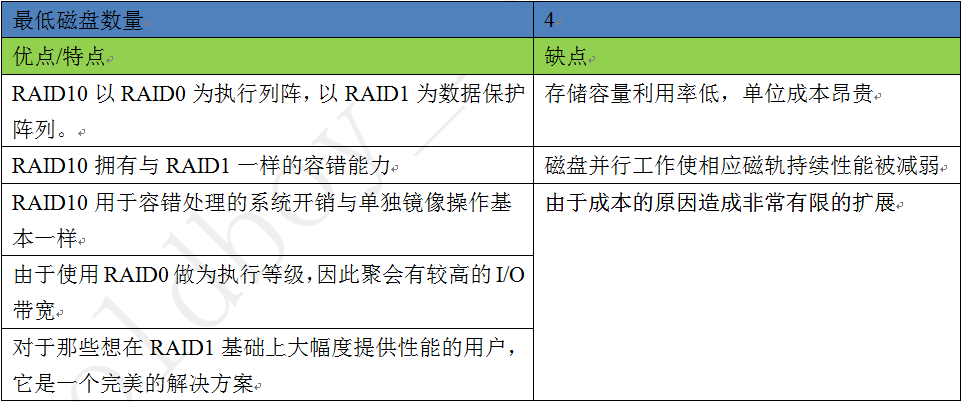 最低磁盘数量
4
优点/特点
缺点
RAID10 以 RAID0 为执行列阵，以 RAID1 为数据保护
阵列。
存储容量利用率低，单位成本昂贵
RAID10 拥有与 RAID1 一样的容错能力
磁盘并行工作使相应磁轨持续性能被减弱
RAID10 用于容错处理的系统开销与单独镜像操作基
本一样
由于成本的原因造成非常有限的扩展
由于使用 RAID0 做为执行等级，因此聚会有较高的 I/O
带宽
对于那些想在 RAID1 基础上大幅度提供性能的用户，
它是一个完美的解决方案
oldboy